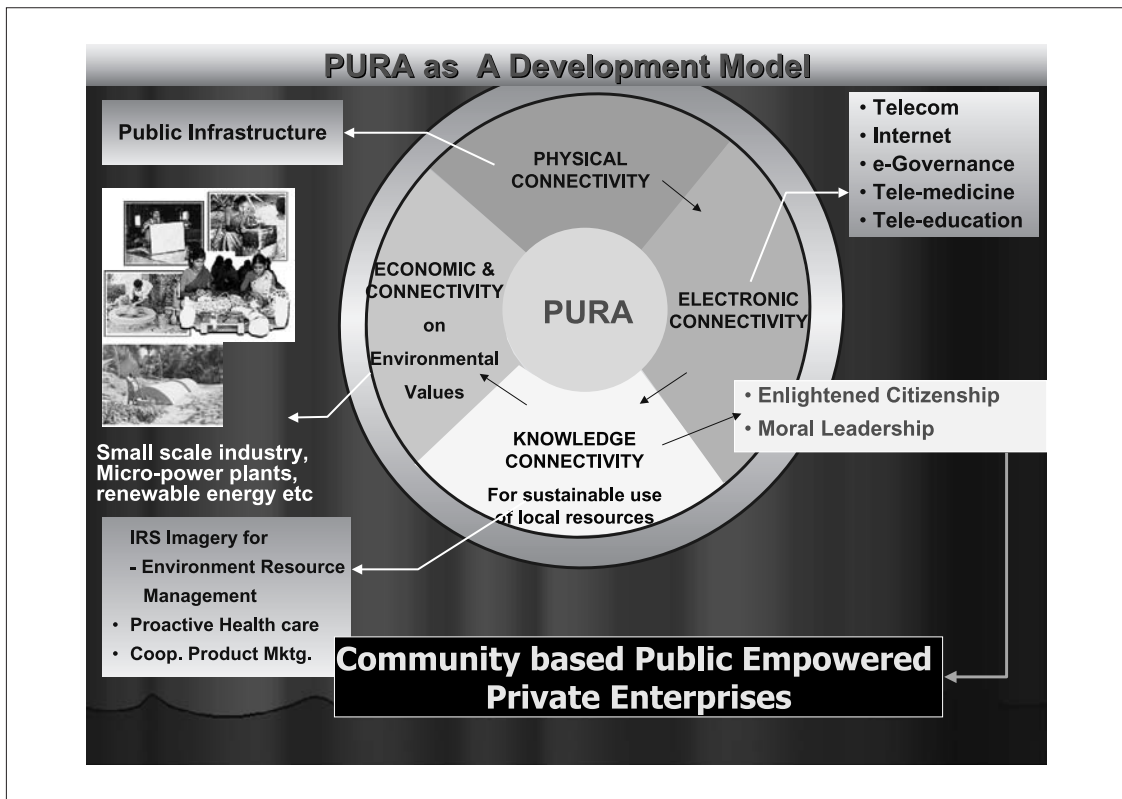 PURA as A Development Model
Public Infrastructure
• Telecom
• Internet
• e-Governance
• Tele-medicine
• Tele-education
PHYSICAL
CONNECTIVITY
ECONOMIC &
CONNECTIVITY
on
Environmental
Values
PURA
ELECTRONIC
CONNECTIVITY
• Enlightened Citizenship
• Moral Leadership
KNOWLEDGE
CONNECTIVITY
For sustainable use
of local resources
Small scale industry,
Micro-power plants,
renewable energy etc
IRS Imagery for
- Environment Resource
Management
• Proactive Health care
• Coop. Product Mktg.
Community based Public Empowered
Private Enterprises